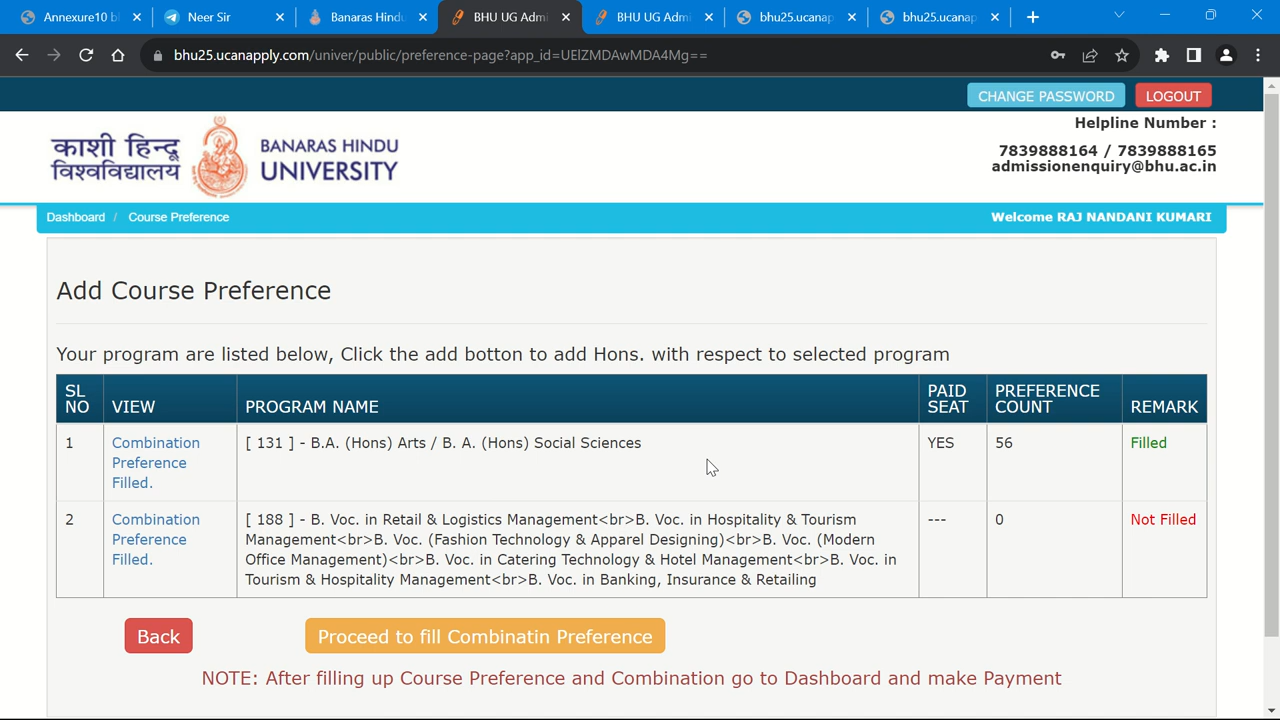 Annexure10 bl
Neer Sir
Banaras Hindu
BHU UG Admi
BHU UG Admi
bhu25.ucanapp
bhu25.ucanapp
bhu25.ucanapply.com/univer/public/preference-page?app_id=UElZMDAwMDA4Mg==
CHANGE PASSWORD
LOGOUT
काशी हिन्दू
विश्वविद्यालय
BANARAS HINDU
UNIVERSITY
Helpline Number :
7839888164 / 7839888165
admissionenquiry@bhu.ac.in
Dashboard / Course Preference
Welcome RAJ NANDANI KUMARI
Add Course Preference
Your program are listed below, Click the add botton to add Hons. with respect to selected program
SL NO VIEW PROGRAM NAME PAID SEAT PREFERENCE COUNT REMARK
1 Combination Preference Filled. [ 131 ] - B.A. (Hons) Arts / B. A. (Hons) Social Sciences YES 56 Filled
2 Combination Preference Filled. [ 188 ] - B. Voc. in Retail & Logistics Management<br>B. Voc. in Hospitality & Tourism --- 0 Not Filled
Management<br>B. Voc. (Fashion Technology & Apparel Designing)<br>B. Voc. (Modern
Office Management)<br>B. Voc. in Catering Technology & Hotel Management<br>B. Voc. in
Tourism & Hospitality Management<br>B. Voc. in Banking, Insurance & Retailing
Back
Proceed to fill Combinatin Preference
NOTE: After filling up Course Preference and Combination go to Dashboard and make Payment